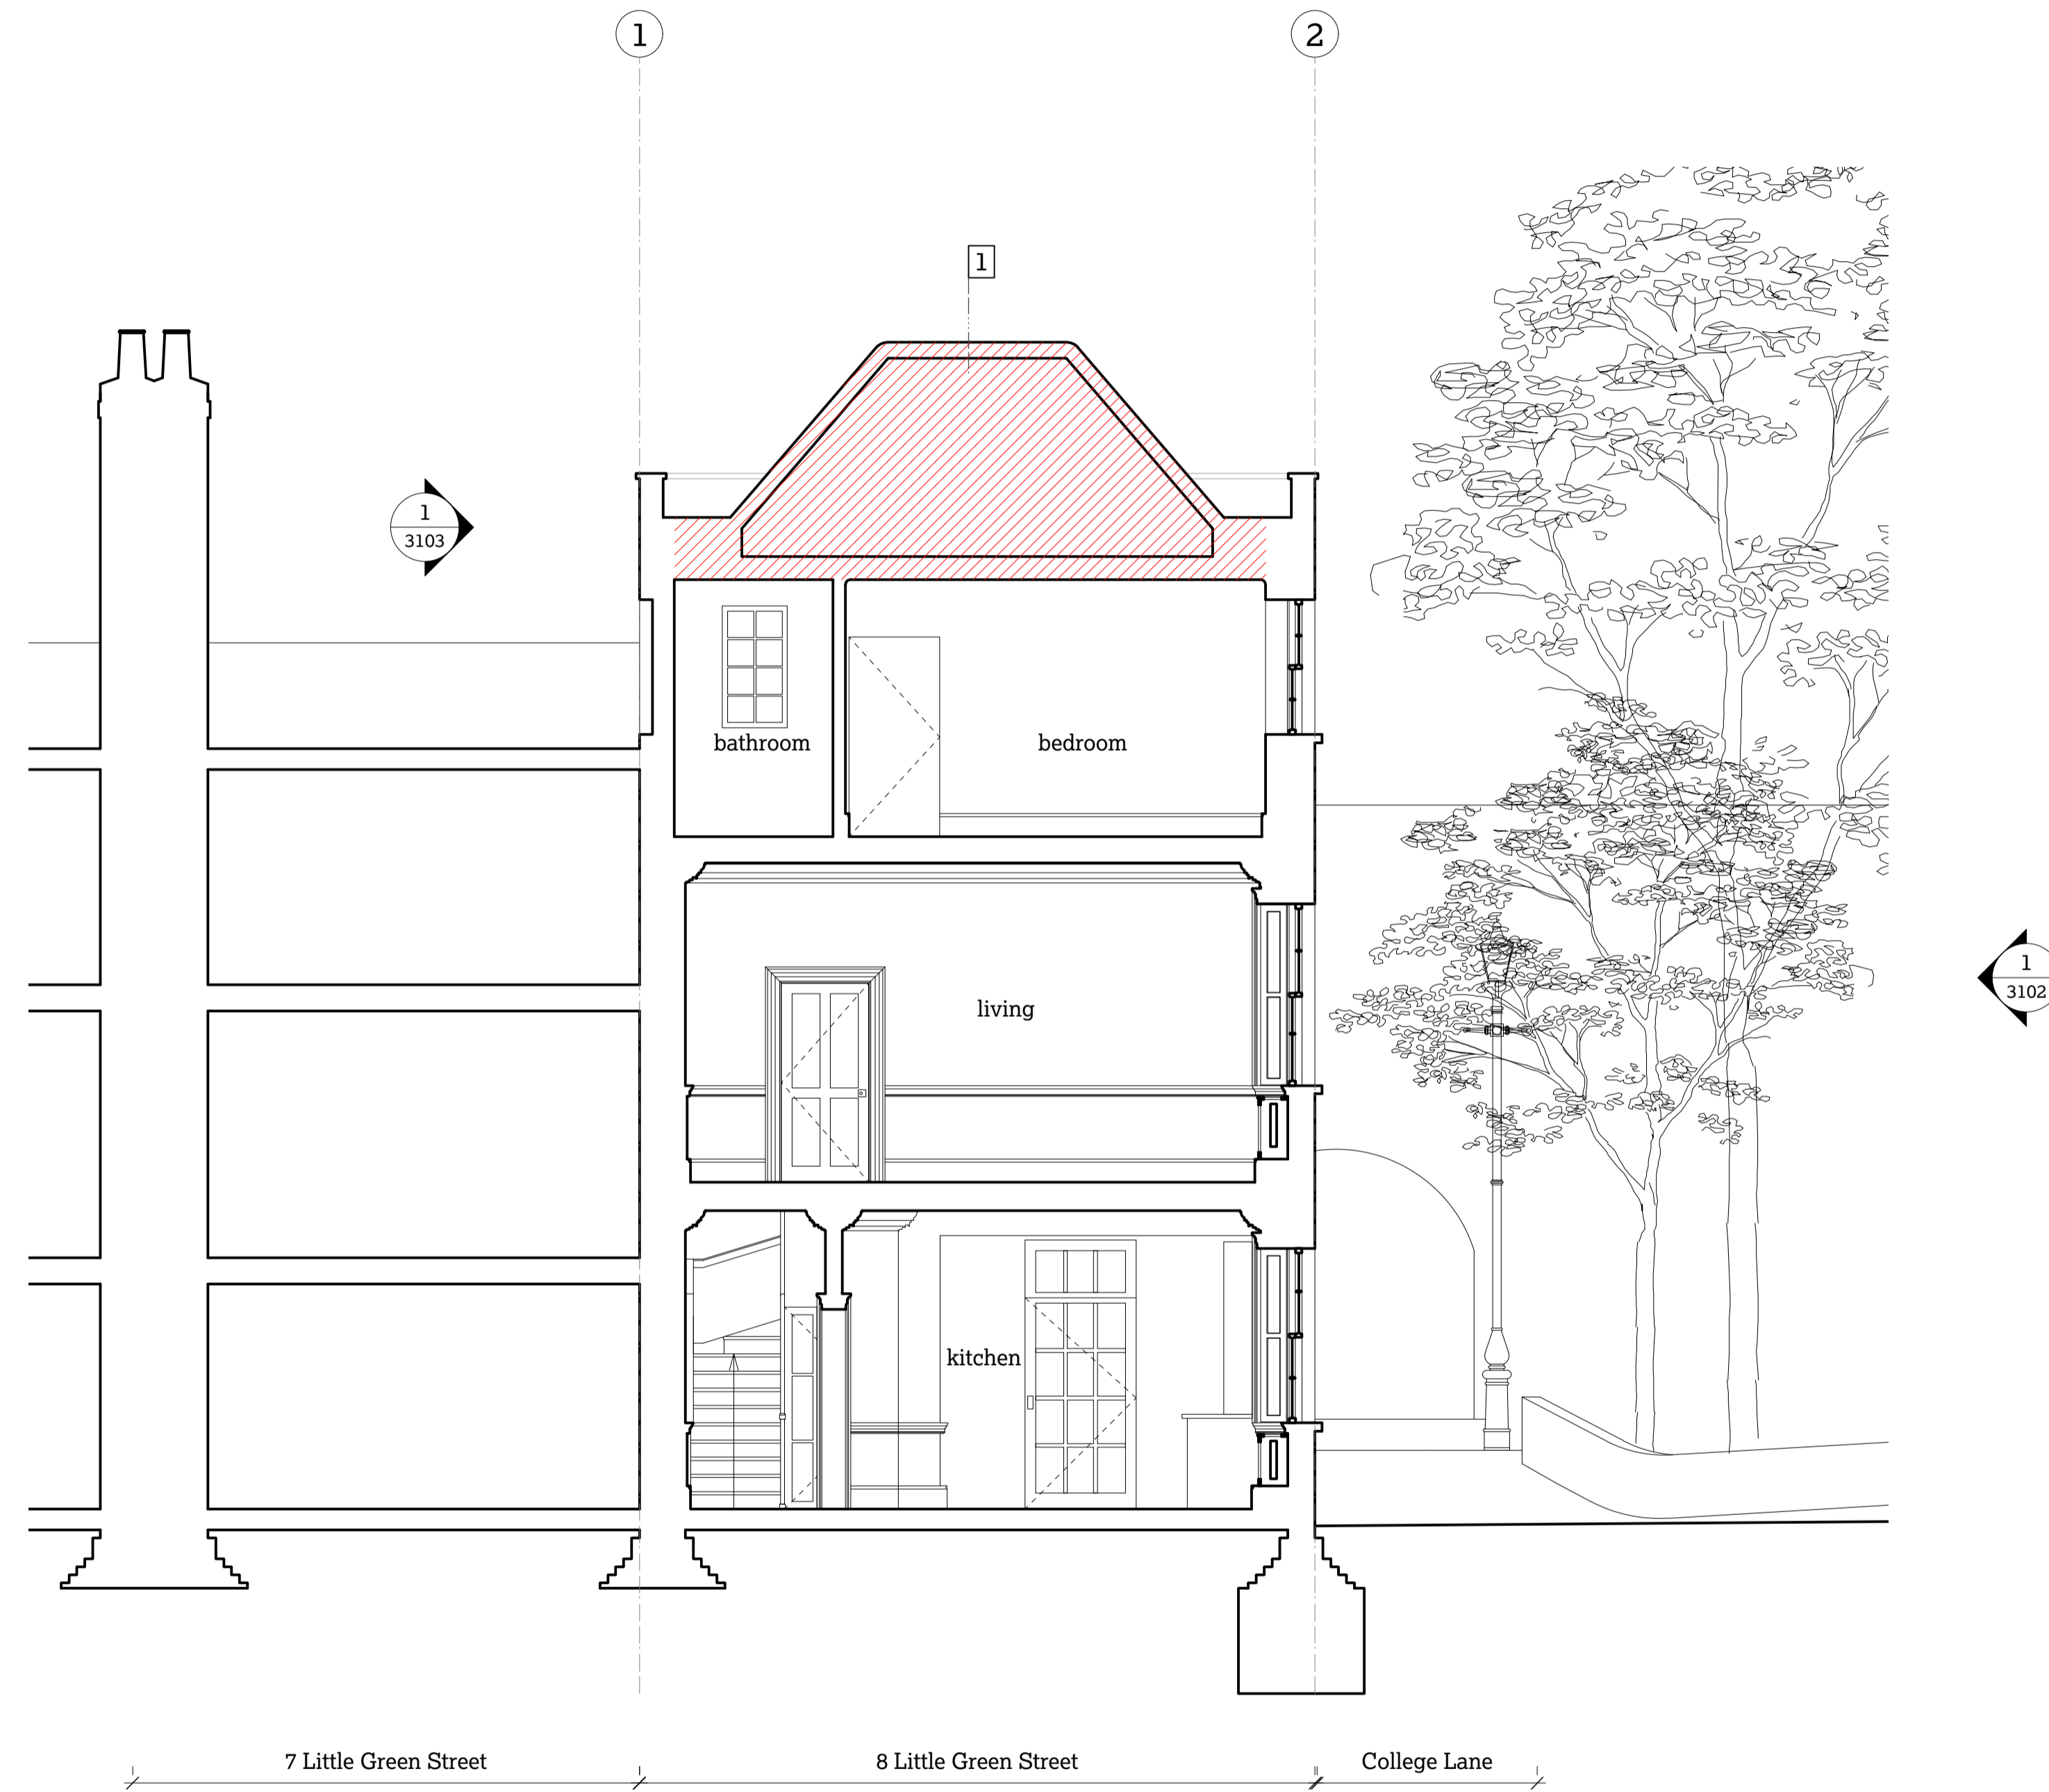 1
2
1
1
3103
bathroom
bedroom
living
1
3102
kitchen
7 Little Green Street
8 Little Green Street
College Lane